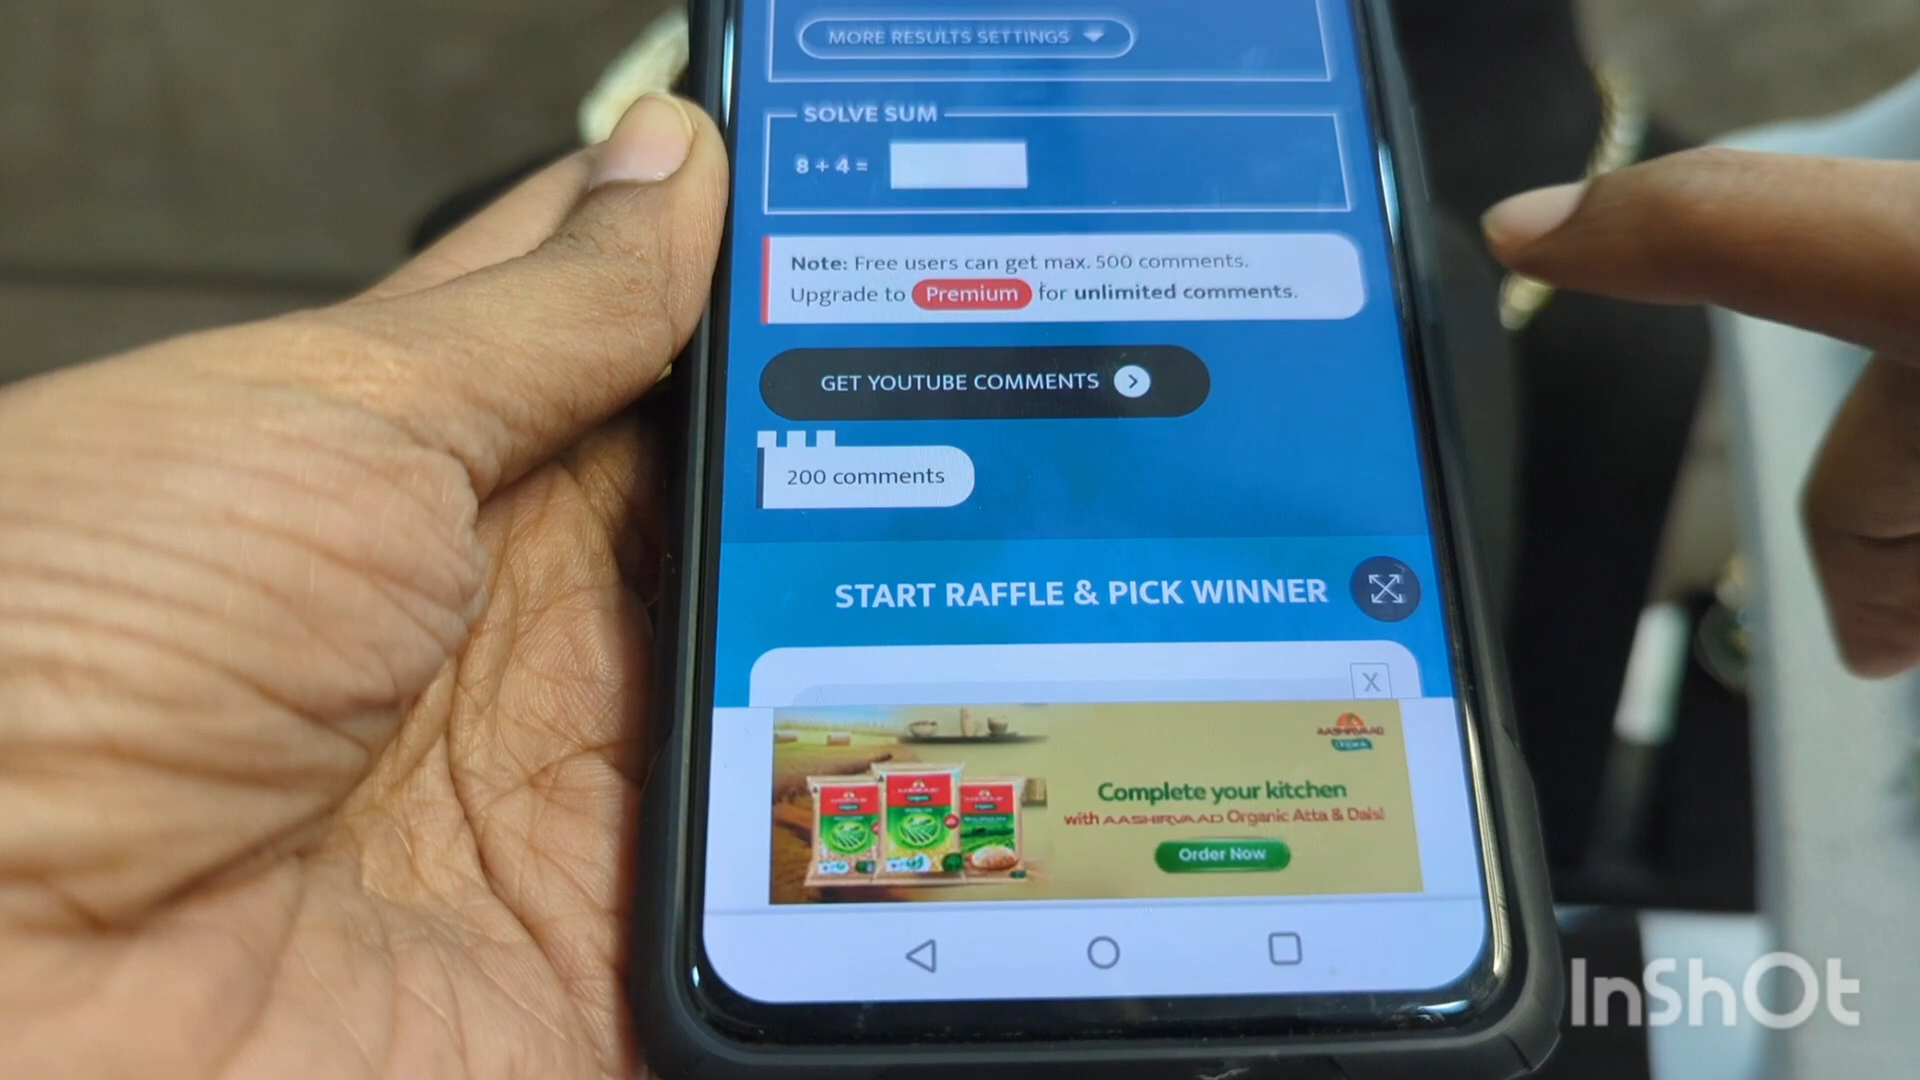 MORE RESULTS SETTINGS
SOLVE SUM
8 + 4 =
Note: Free users can get max. 500 comments.
Upgrade to Premium for unlimited comments.
GET YOUTUBE COMMENTS
200 comments
START RAFFLE & PICK WINNER
X
AASHIRVAAD
Complete your kitchen
with AASHIRVAAD Organic Atta & Dals!
Order Now
InShOt